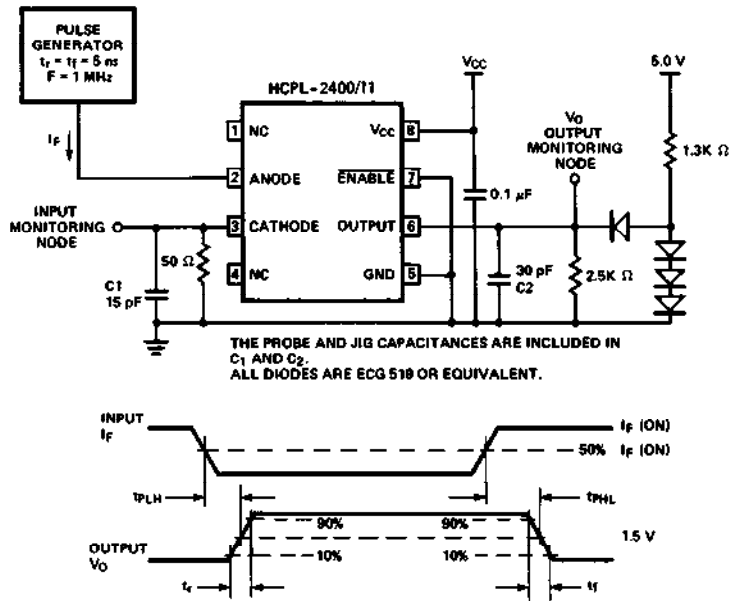 PULSE
GENERATOR
tr = tf = 5 ns
F = 1 MHz
IF
HCPL-2400/11
VCC
5.0 V
1 NC
VCC 8
2 ANODE
ENABLE 7
3 CATHODE
OUTPUT 6
4 NC
GND 5
INPUT
MONITORING
NODE
C1
15 pF
50 Ω
0.1 µF
VO
OUTPUT
MONITORING
NODE
1.3K Ω
30 pF
C2
2.5K Ω
THE PROBE AND JIG CAPACITANCES ARE INCLUDED IN
C1 AND C2.
ALL DIODES ARE ECG 519 OR EQUIVALENT.
INPUT
IF
IF (ON)
50% IF (ON)
tPLH
tPHL
90%
90%
1.5 V
OUTPUT
VO
10%
10%
tr
tf